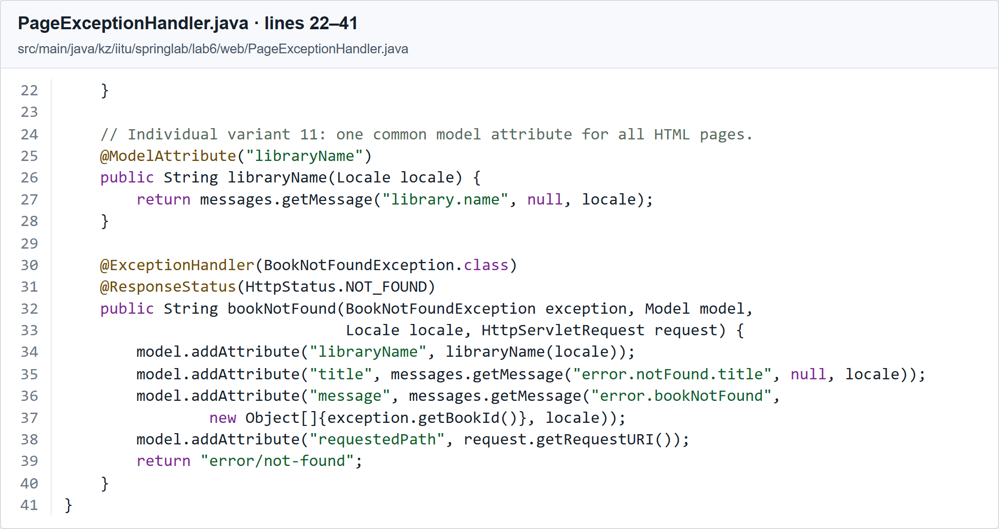 PageExceptionHandler.java · lines 22–41
src/main/java/kz/iitu/springlab/lab6/web/PageExceptionHandler.java
22     }
23
24     // Individual variant 11: one common model attribute for all HTML pages.
25     @ModelAttribute("libraryName")
26     public String libraryName(Locale locale) {
27         return messages.getMessage("library.name", null, locale);
28     }
29
30     @ExceptionHandler(BookNotFoundException.class)
31     @ResponseStatus(HttpStatus.NOT_FOUND)
32     public String bookNotFound(BookNotFoundException exception, Model model,
33                                Locale locale, HttpServletRequest request) {
34         model.addAttribute("libraryName", libraryName(locale));
35         model.addAttribute("title", messages.getMessage("error.notFound.title", null, locale));
36         model.addAttribute("message", messages.getMessage("error.bookNotFound",
37                 new Object[]{exception.getBookId()}, locale));
38         model.addAttribute("requestedPath", request.getRequestURI());
39         return "error/not-found";
40     }
41 }